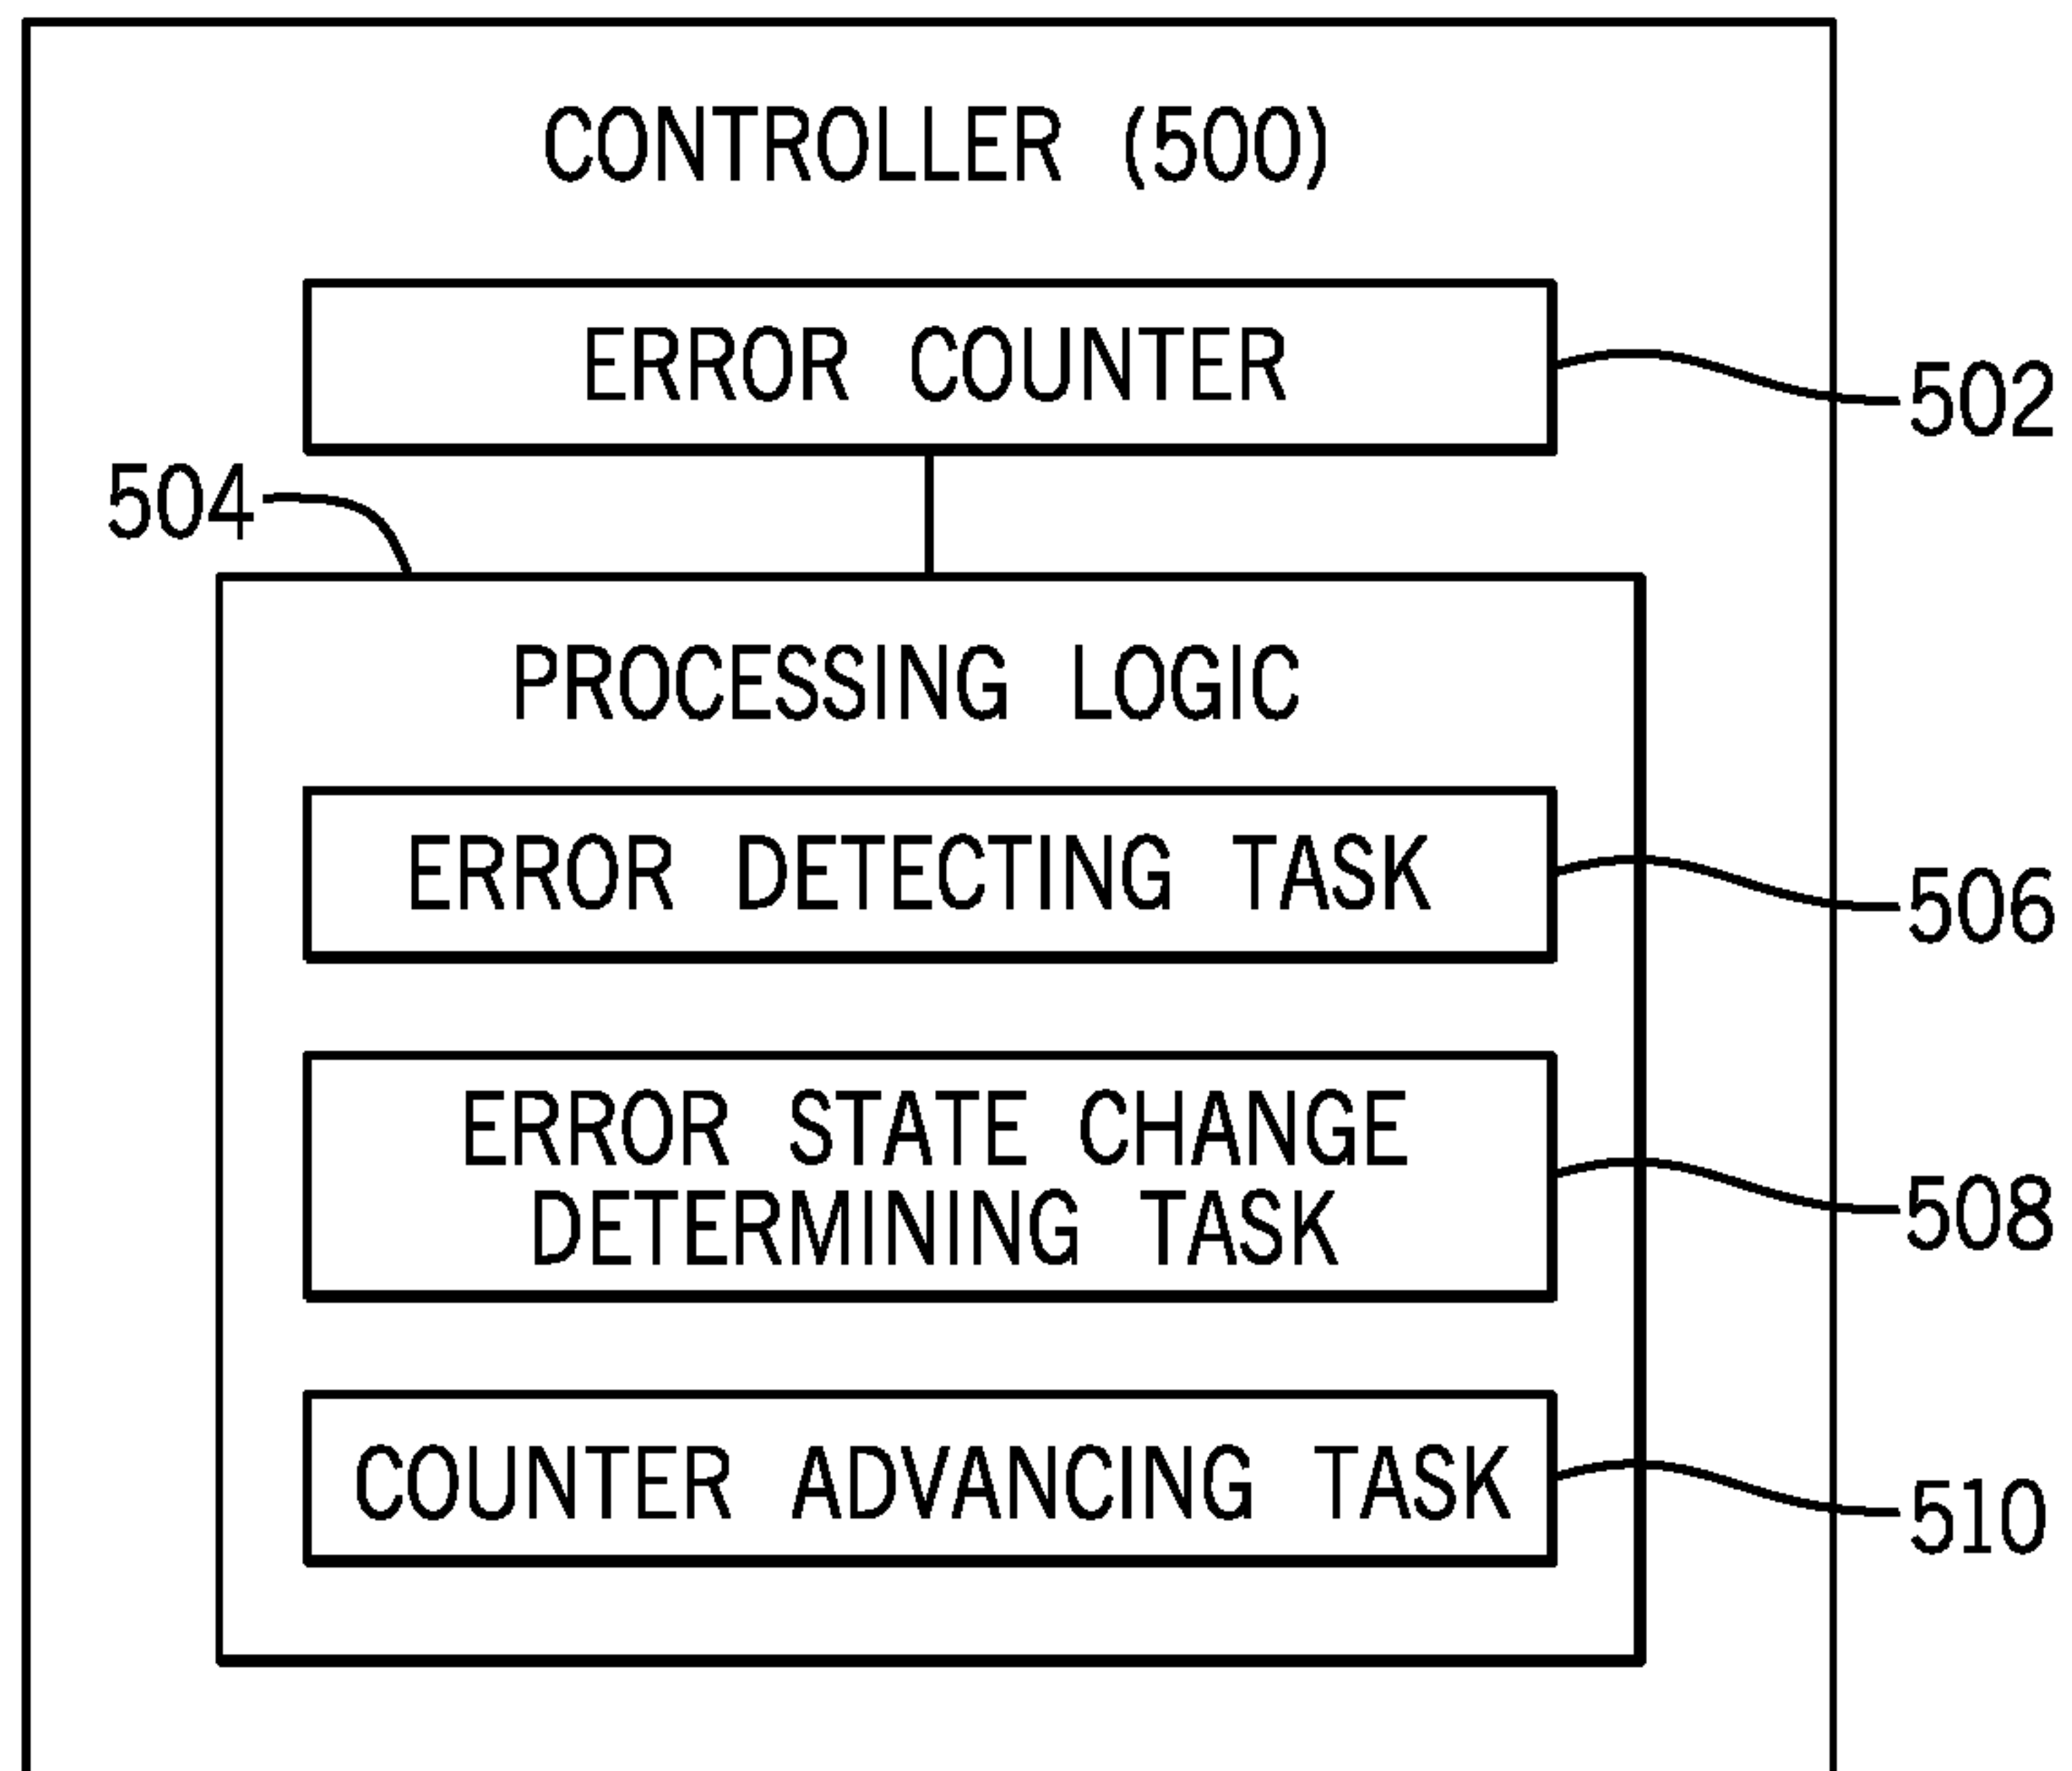 CONTROLLER (500)
ERROR COUNTER
502
504
PROCESSING LOGIC
ERROR DETECTING TASK
506
ERROR STATE CHANGE
DETERMINING TASK
508
COUNTER ADVANCING TASK
510